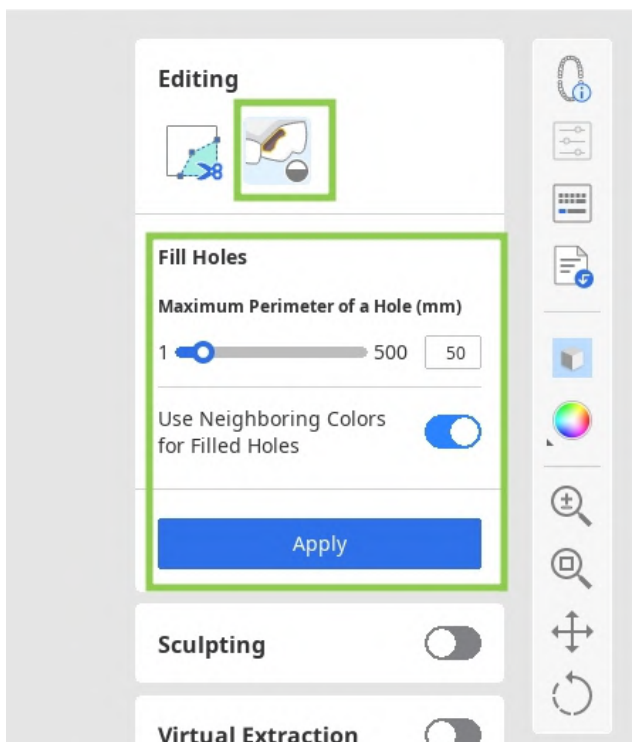 Editing
Fill Holes
Maximum Perimeter of a Hole (mm)
1 500 50
Use Neighboring Colors
for Filled Holes
Apply
Sculpting
Virtual Extraction